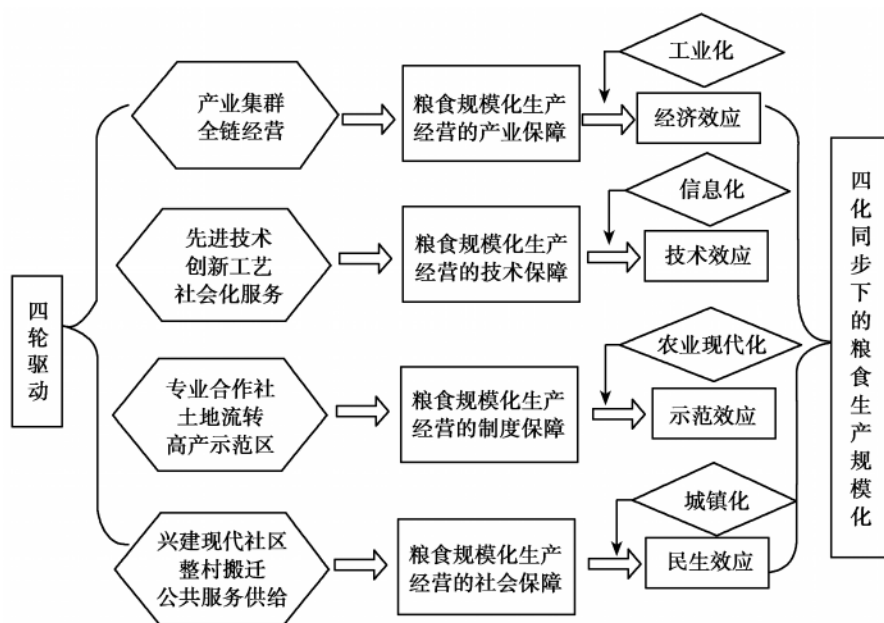 四轮驱动
产业集群
全链经营
粮食规模化生产
经营的产业保障
工业化
经济效应
先进技术
创新工艺
社会化服务
粮食规模化生产
经营的技术保障
信息化
技术效应
专业合作社
土地流转
高产示范区
粮食规模化生产
经营的制度保障
农业现代化
示范效应
兴建现代社区
整村搬迁
公共服务供给
粮食规模化生产
经营的社会保障
城镇化
民生效应
四化同步下的粮食生产规模化